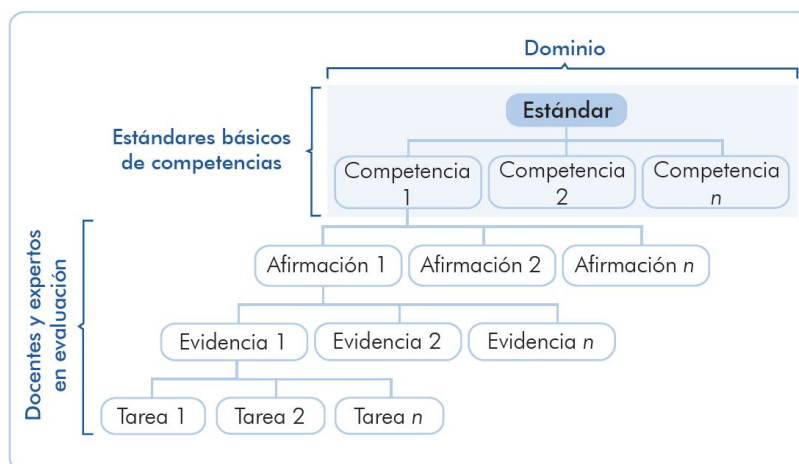 Dominio
Estándares básicos
de competencias
Estándar
Competencia
1
Competencia
2
Competencia
n
Docentes y expertos
en evaluación
Afirmación 1
Afirmación 2
Afirmación n
Evidencia 1
Evidencia 2
Evidencia n
Tarea 1
Tarea 2
Tarea n